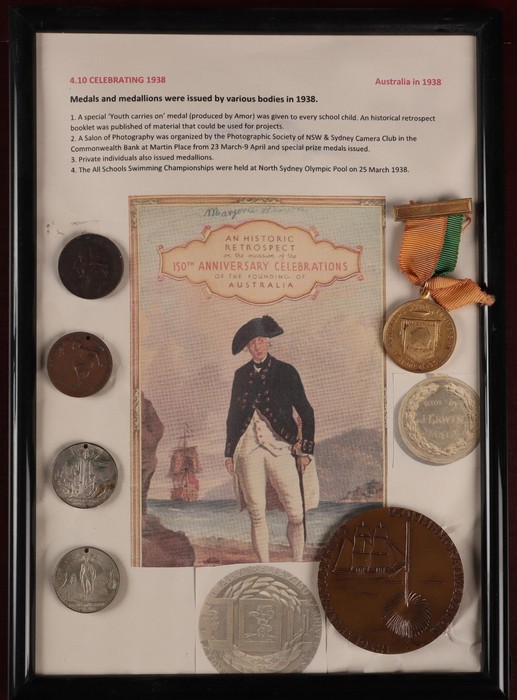 4.10 CELEBRATING 1938
Australia in 1938
Medals and medallions were issued by various bodies in 1938.
1. A special 'Youth carries on' medal (produced by Amor) was given to every school child. An historical retrospect
booklet was published of material that could be used for projects.
2. A Salon of Photography was organized by the Photographic Society of NSW & Sydney Camera Club in the
Commonwealth Bank at Martin Place from 23 March-9 April and special prize medals issued.
3. Private individuals also issued medallions.
4. The All Schools Swimming Championships were held at North Sydney Olympic Pool on 25 March 1938.
Marjorie
AN HISTORIC
RETROSPECT
on the occasion of the
150TH ANNIVERSARY CELEBRATIONS
OF THE FOUNDING OF
AUSTRALIA